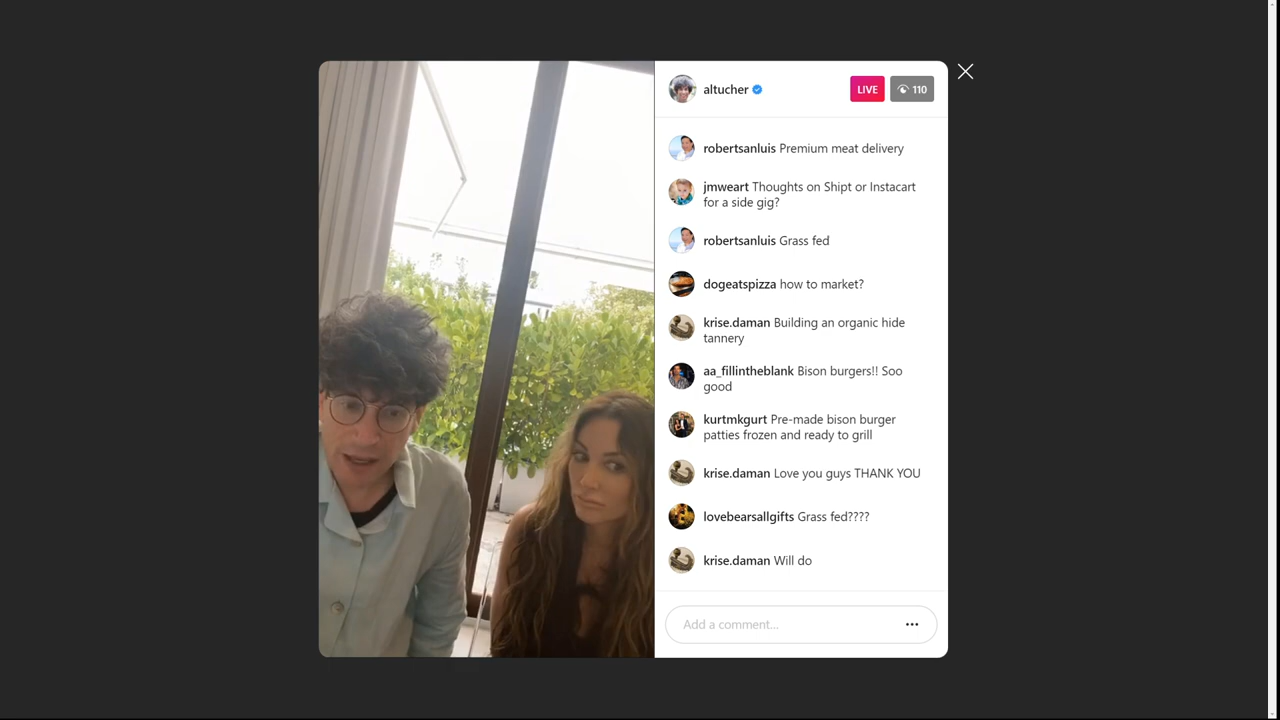 altucher
LIVE
110
robertsanluis Premium meat delivery
jmweart Thoughts on Shipt or Instacart
for a side gig?
robertsanluis Grass fed
dogeatspizza how to market?
krise.daman Building an organic hide
tannery
aa_fillintheblank Bison burgers!! Soo
good
kurtmkgurt Pre-made bison burger
patties frozen and ready to grill
krise.daman Love you guys THANK YOU
lovebearsallgifts Grass fed????
krise.daman Will do
Add a comment...